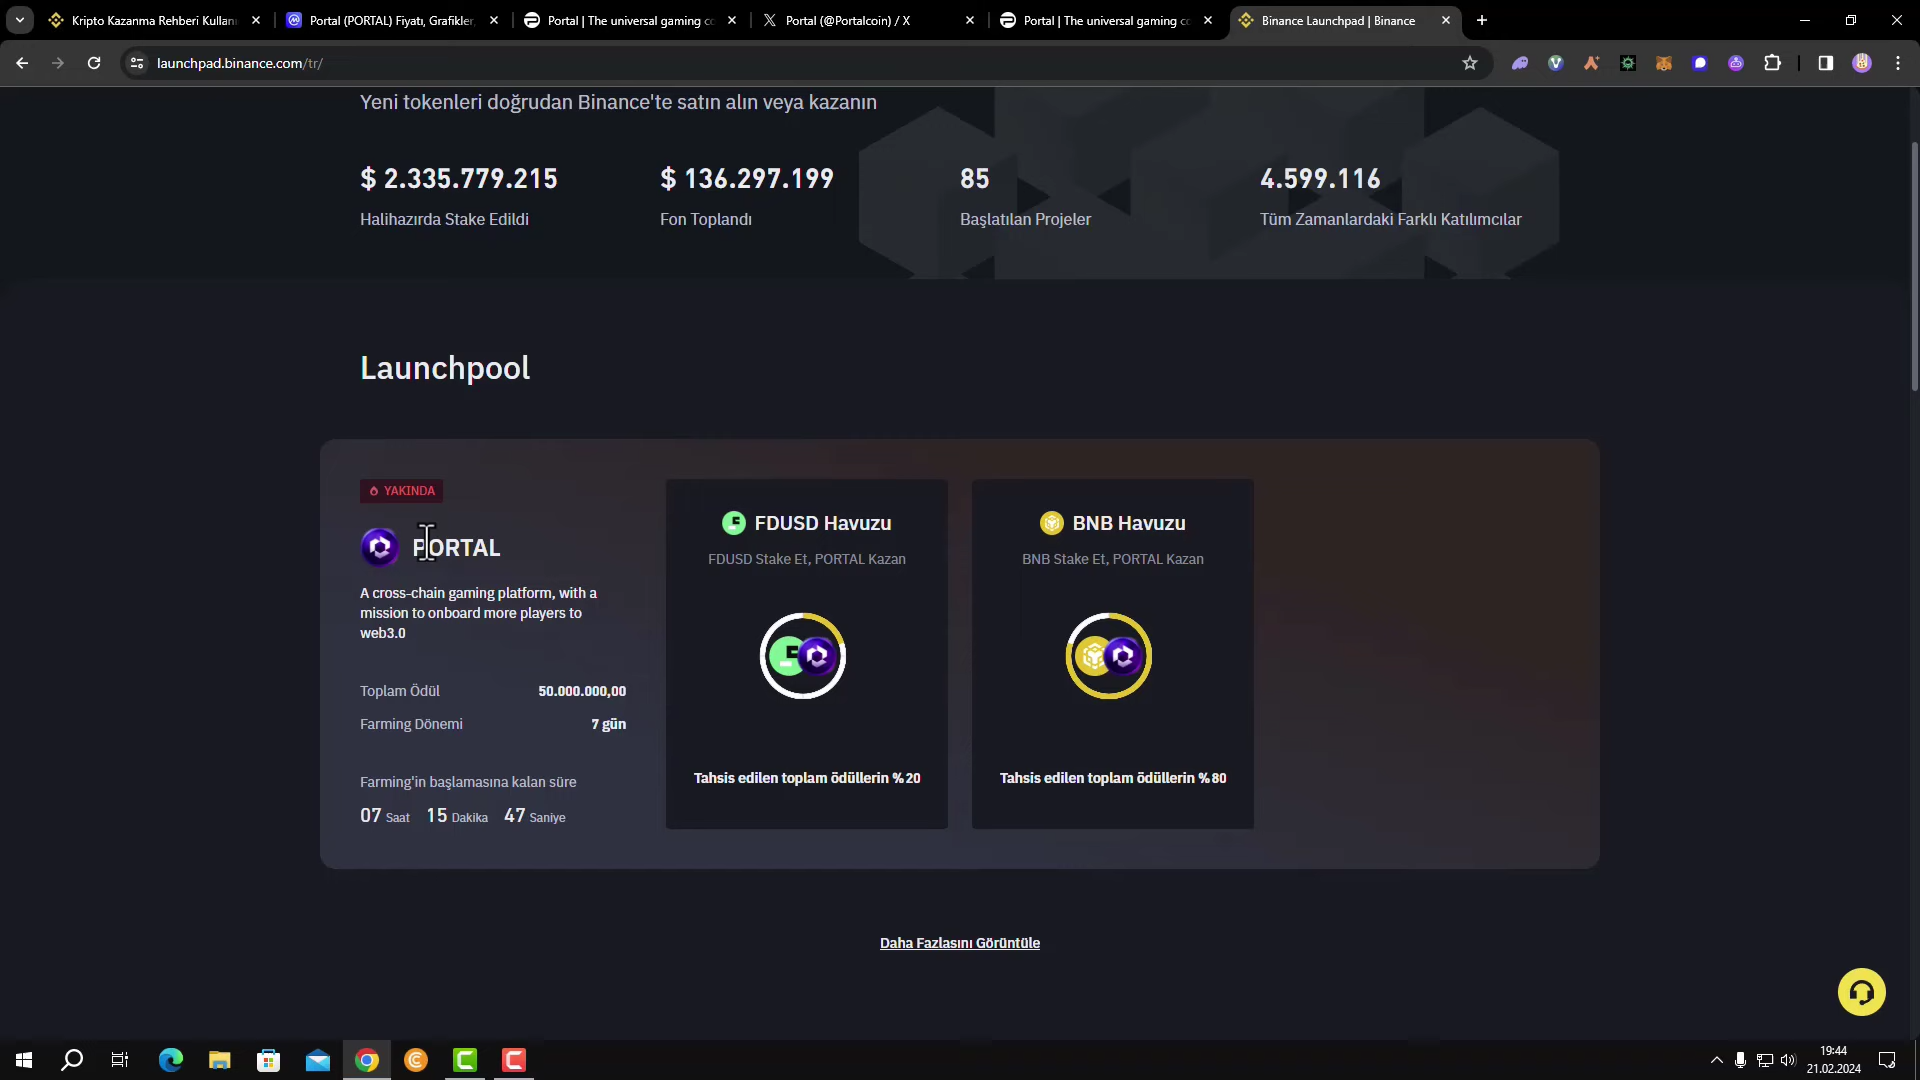 Kripto Kazanma Rehberi Kullanı
Portal (PORTAL) Fiyatı, Grafikler,
Portal | The universal gaming co
Portal (@Portalcoin) / X
Portal | The universal gaming co
Binance Launchpad | Binance
launchpad.binance.com/tr/
Yeni tokenleri doğrudan Binance'te satın alın veya kazanın
$ 2.335.779.215
$ 136.297.199
85
4.599.116
Halihazırda Stake Edildi
Fon Toplandı
Başlatılan Projeler
Tüm Zamanlardaki Farklı Katılımcılar
Launchpool
YAKINDA
PORTAL
A cross-chain gaming platform, with a
mission to onboard more players to
web3.0
Toplam Ödül 50.000.000,00
Farming Dönemi 7 gün
Farming'in başlamasına kalan süre
07 Saat 15 Dakika 47 Saniye
FDUSD Havuzu
FDUSD Stake Et, PORTAL Kazan
Tahsis edilen toplam ödüllerin %20
BNB Havuzu
BNB Stake Et, PORTAL Kazan
Tahsis edilen toplam ödüllerin %80
Daha Fazlasını Görüntüle
19:44
21.02.2024